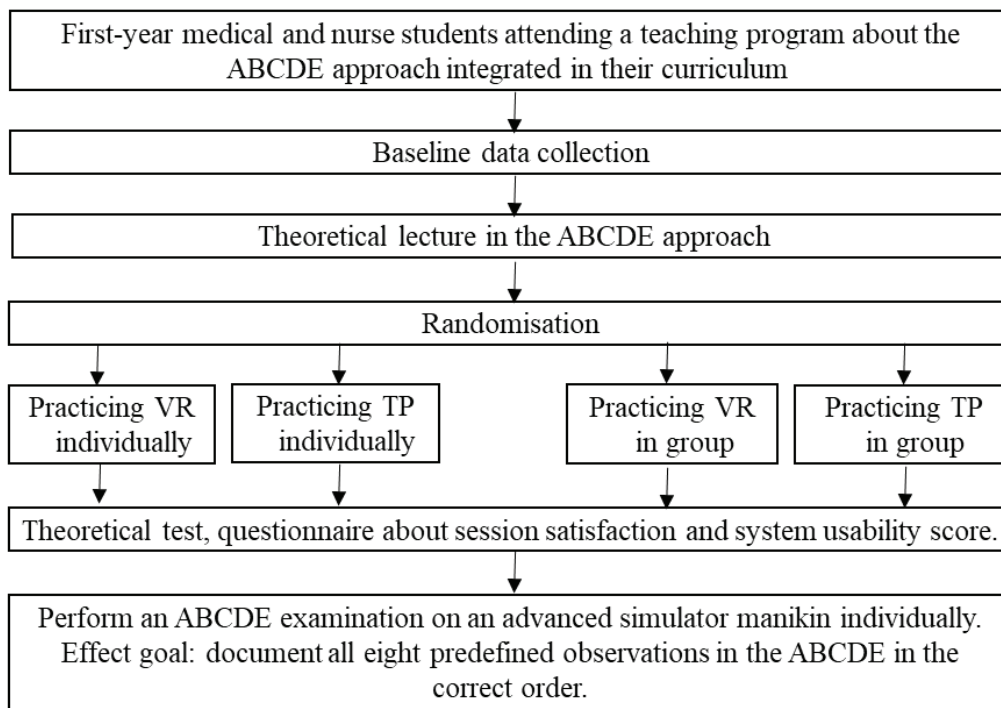 First-year medical and nurse students attending a teaching program about the
ABCDE approach integrated in their curriculum
Baseline data collection
Theoretical lecture in the ABCDE approach
Randomisation
Practicing VR
individually
Practicing TP
individually
Practicing VR
in group
Practicing TP
in group
Theoretical test, questionnaire about session satisfaction and system usability score.
Perform an ABCDE examination on an advanced simulator manikin individually.
Effect goal: document all eight predefined observations in the ABCDE in the
correct order.